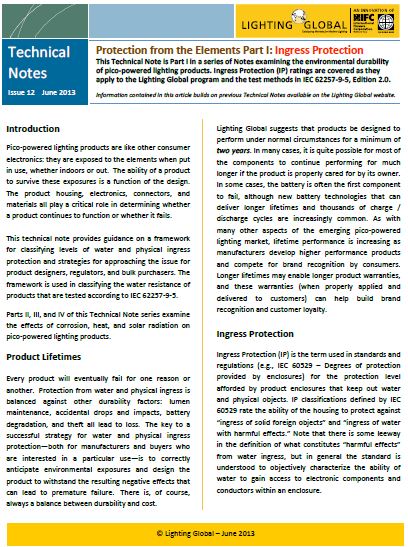 LIGHTING GLOBAL
AN INNOVATION OF
IFC
International
Finance
Corporation
Catalyzing Markets for Modern Lighting
Technical
Notes
Issue 12 June 2013
Protection from the Elements Part I: Ingress Protection
This Technical Note is Part I in a series of Notes examining the environmental durability
of pico-powered lighting products. Ingress Protection (IP) ratings are covered as they
apply to the Lighting Global program and the test methods in IEC 62257-9-5, Edition 2.0.
Information contained in this article builds on previous Technical Notes available on the Lighting Global website.
Introduction
Pico-powered lighting products are like other consumer
electronics: they are exposed to the elements when put
in use, whether indoors or out. The ability of a product
to survive these exposures is a function of the design.
The product housing, electronics, connectors, and
materials all play a critical role in determining whether
a product continues to function or whether it fails.
This technical note provides guidance on a framework
for classifying levels of water and physical ingress
protection and strategies for approaching the issue for
product designers, regulators, and bulk purchasers. The
framework is used in classifying the water resistance of
products that are tested according to IEC 62257-9-5.
Parts II, III, and IV of this Technical Note series examine
the effects of corrosion, heat, and solar radiation on
pico-powered lighting products.
Product Lifetimes
Every product will eventually fail for one reason or
another. Protection from water and physical ingress is
balanced against other durability factors: lumen
maintenance, accidental drops and impacts, battery
degradation, and theft all lead to loss. The key to a
successful strategy for water and physical ingress
protection—both for manufacturers and buyers who
are interested in a particular use—is to correctly
anticipate environmental exposures and design the
product to withstand the resulting negative effects that
can lead to premature failure. There is, of course,
always a balance between durability and cost.
Lighting Global suggests that products be designed to
perform under normal circumstances for a minimum of
two years. In many cases, it is quite possible for most of
the components to continue performing for much
longer if the product is properly cared for by its owner.
In some cases, the battery is often the first component
to fail, although new battery technologies that can
deliver longer lifetimes and thousands of charge /
discharge cycles are increasingly common. As with
many other aspects of the emerging pico-powered
lighting market, lifetime performance is increasing as
manufacturers develop higher performance products
and compete for brand recognition by consumers.
Longer lifetimes may enable longer product warranties,
and these warranties (when properly applied and
delivered to customers) can help build brand
recognition and customer loyalty.
Ingress Protection
Ingress Protection (IP) is the term used in standards and
regulations (e.g., IEC 60529 – Degrees of protection
provided by enclosures) for the protection level
afforded by product enclosures that keep out water
and physical objects. IP classifications defined by IEC
60529 rate the ability of the housing to protect against
"ingress of solid foreign objects" and "ingress of water
with harmful effects." Note that there is some leeway
in the definition of what constitutes "harmful effects"
from water ingress, but in general the standard is
understood to objectively characterize the ability of
water to gain access to electronic components and
conductors within an enclosure.
© Lighting Global – June 2013